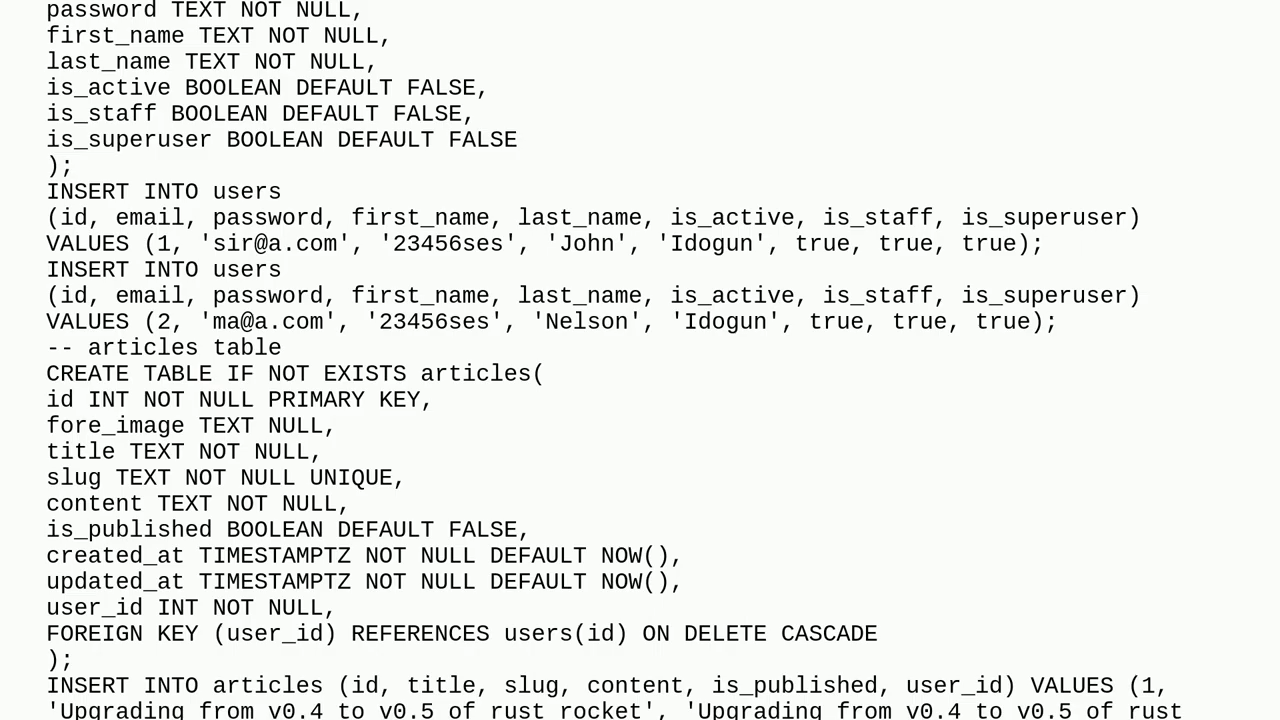 password TEXT NOT NULL,
first_name TEXT NOT NULL,
last_name TEXT NOT NULL,
is_active BOOLEAN DEFAULT FALSE,
is_staff BOOLEAN DEFAULT FALSE,
is_superuser BOOLEAN DEFAULT FALSE
);
INSERT INTO users
(id, email, password, first_name, last_name, is_active, is_staff, is_superuser)
VALUES (1, 'sir@a.com', '23456ses', 'John', 'Idogun', true, true, true);
INSERT INTO users
(id, email, password, first_name, last_name, is_active, is_staff, is_superuser)
VALUES (2, 'ma@a.com', '23456ses', 'Nelson', 'Idogun', true, true, true);
-- articles table
CREATE TABLE IF NOT EXISTS articles(
id INT NOT NULL PRIMARY KEY,
fore_image TEXT NULL,
title TEXT NOT NULL,
slug TEXT NOT NULL UNIQUE,
content TEXT NOT NULL,
is_published BOOLEAN DEFAULT FALSE,
created_at TIMESTAMPTZ NOT NULL DEFAULT NOW(),
updated_at TIMESTAMPTZ NOT NULL DEFAULT NOW(),
user_id INT NOT NULL,
FOREIGN KEY (user_id) REFERENCES users(id) ON DELETE CASCADE
);
INSERT INTO articles (id, title, slug, content, is_published, user_id) VALUES (1,
'Upgrading from v0.4 to v0.5 of rust rocket', 'Upgrading from v0.4 to v0.5 of rust